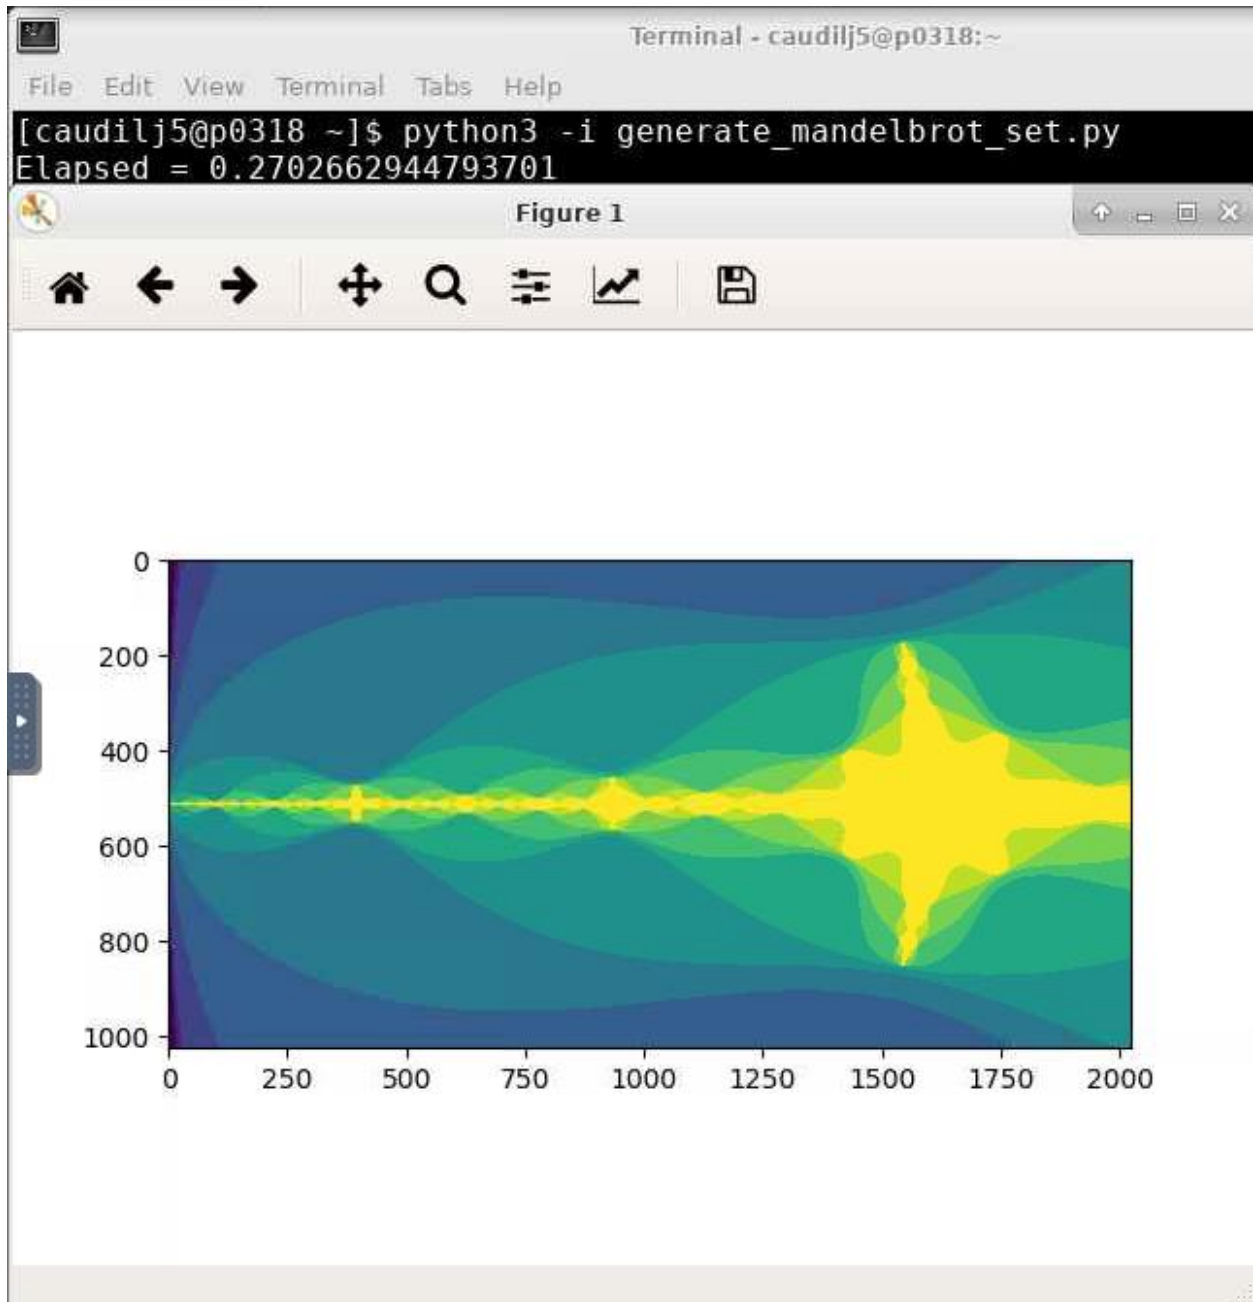 Terminal - caudilj5@p0318:~
File Edit View Terminal Tabs Help
[caudilj5@p0318 ~]$ python3 -i generate_mandelbrot_set.py
Elapsed = 0.2702662944793701
Figure 1
0
200
400
600
800
1000
0 250 500 750 1000 1250 1500 1750 2000